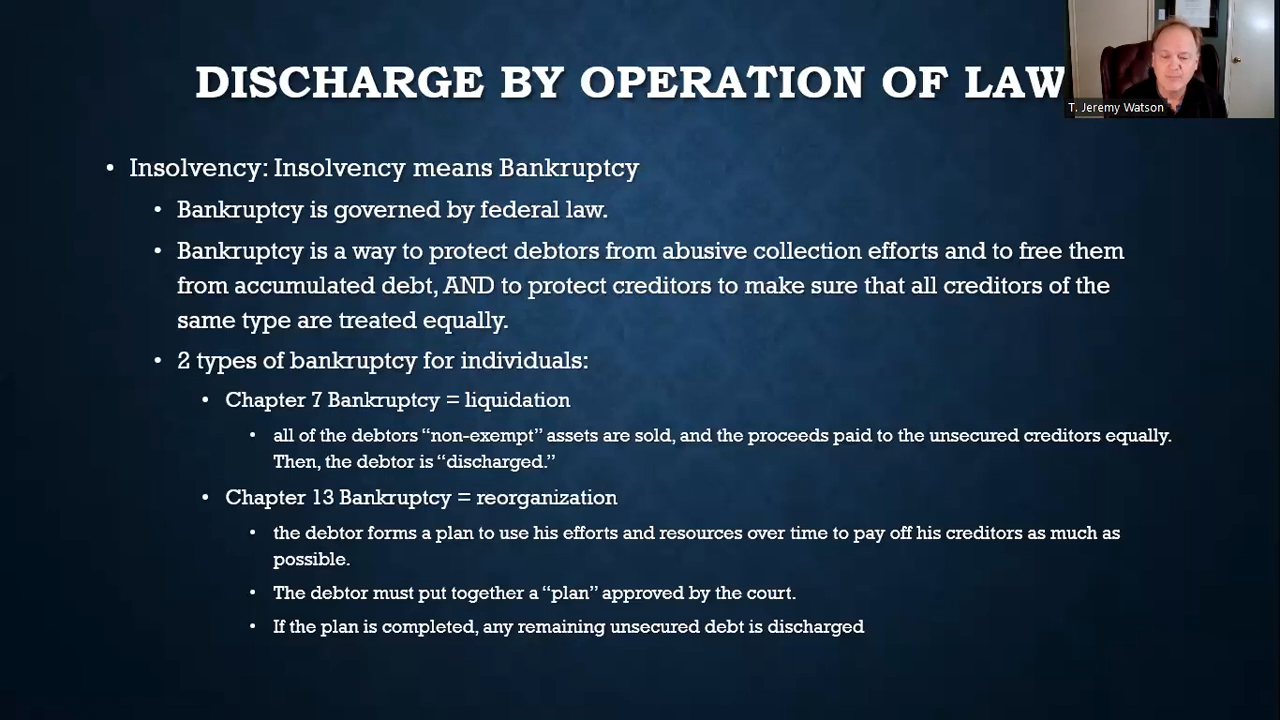 DISCHARGE BY OPERATION OF LAW
T. Jeremy Watson
• Insolvency: Insolvency means Bankruptcy
• Bankruptcy is governed by federal law.
• Bankruptcy is a way to protect debtors from abusive collection efforts and to free them
from accumulated debt, AND to protect creditors to make sure that all creditors of the
same type are treated equally.
• 2 types of bankruptcy for individuals:
• Chapter 7 Bankruptcy = liquidation
• all of the debtors “non-exempt” assets are sold, and the proceeds paid to the unsecured creditors equally.
Then, the debtor is “discharged.”
• Chapter 13 Bankruptcy = reorganization
• the debtor forms a plan to use his efforts and resources over time to pay off his creditors as much as
possible.
• The debtor must put together a “plan” approved by the court.
• If the plan is completed, any remaining unsecured debt is discharged